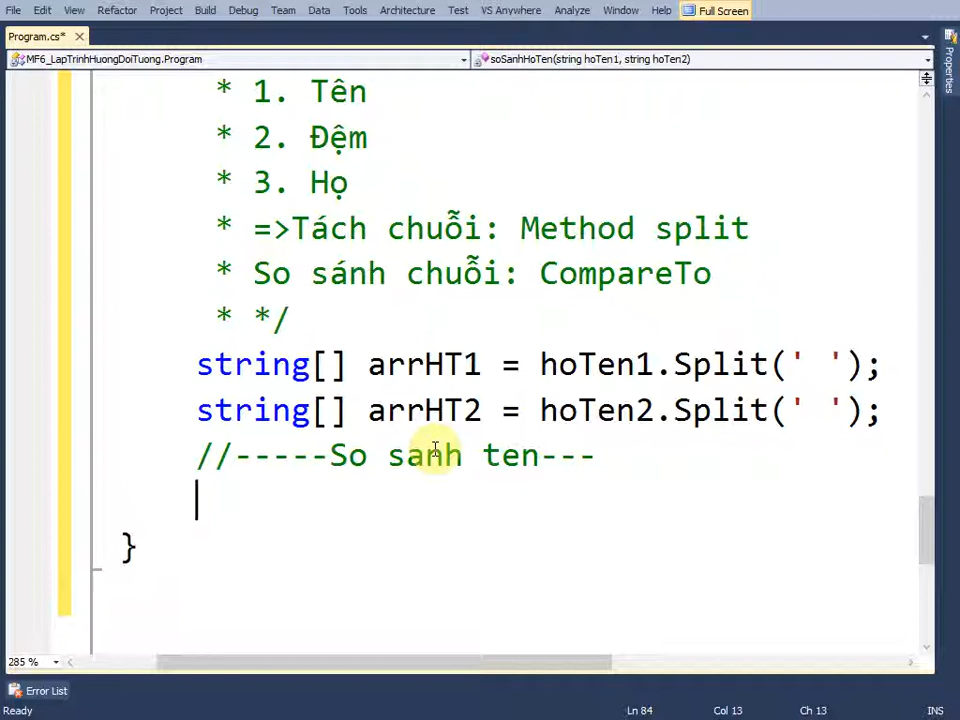 File Edit View Refactor Project Build Debug Team Data Tools Architecture Test VS Anywhere Analyze Window Help Full Screen
Program.cs*
MF6_LapTrinhHuongDoiTuong.Program soSanhHoTen(string hoTen1, string hoTen2)
Properties
* 1. Tên
* 2. Đệm
* 3. Họ
* =>Tách chuỗi: Method split
* So sánh chuỗi: CompareTo
* */
string[] arrHT1 = hoTen1.Split(' ');
string[] arrHT2 = hoTen2.Split(' ');
//-----So sanh ten---
}
285 %
Error List
Ready Ln 84 Col 13 Ch 13 INS